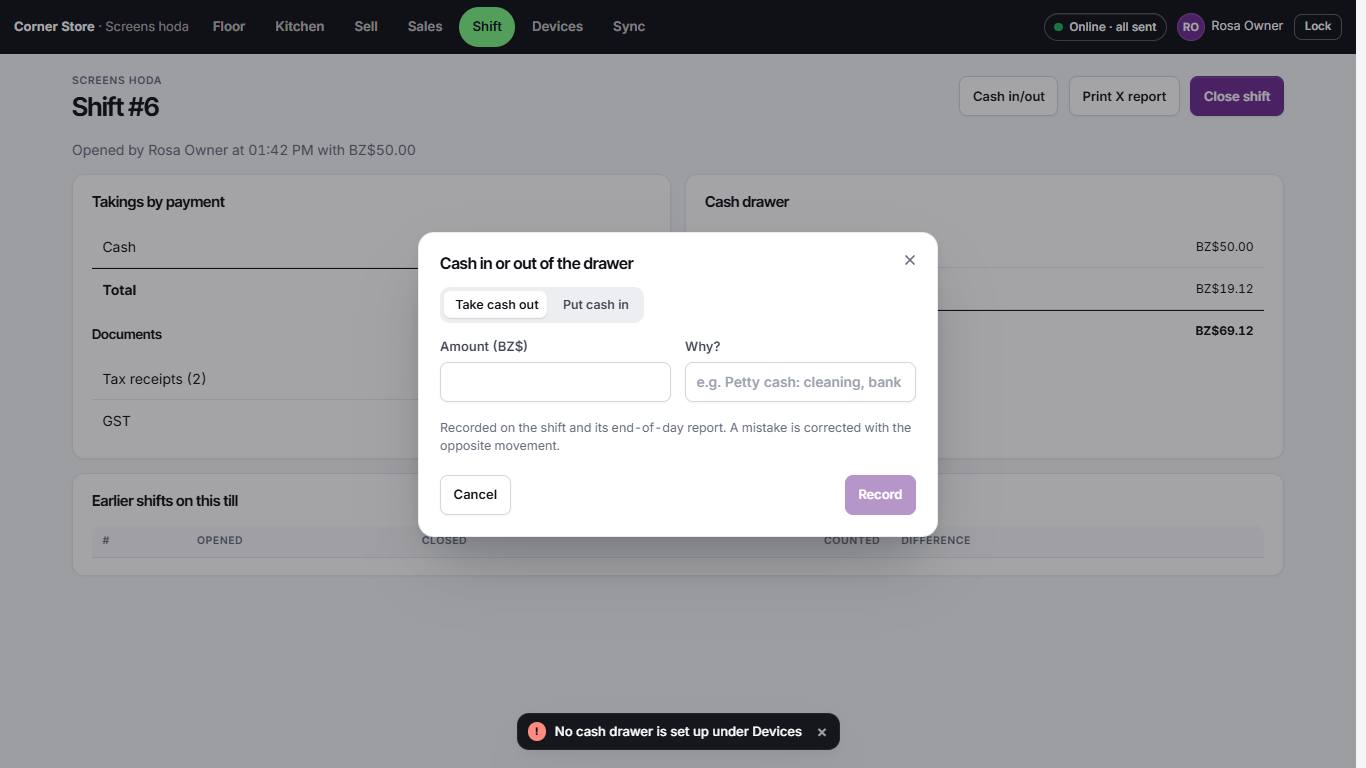 Corner Store · Screens hoda
Floor
Kitchen
Sell
Sales
Shift
Devices
Sync
Online · all sent
RO
Rosa Owner
Lock
SCREENS HODA
Shift #6
Cash in/out
Print X report
Close shift
Opened by Rosa Owner at 01:42 PM with BZ$50.00
Takings by payment
Cash
Total
Documents
Tax receipts (2)
GST
Cash drawer
BZ$50.00
BZ$19.12
BZ$69.12
Cash in or out of the drawer
Take cash out
Put cash in
Amount (BZ$)
Why?
e.g. Petty cash: cleaning, bank
Recorded on the shift and its end-of-day report. A mistake is corrected with the
opposite movement.
Cancel
Record
Earlier shifts on this till
# OPENED CLOSED COUNTED DIFFERENCE
No cash drawer is set up under Devices